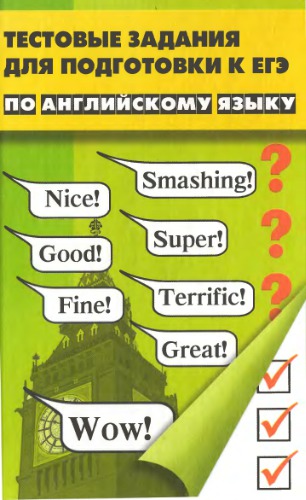 ТЕСТОВЫЕ ЗАДАНИЯ
ДЛЯ ПОДГОТОВКИ К ЕГЭ
ПО АНГЛИЙСКОМУ ЯЗЫКУ
Smashing!
?
Nice!
Super!
?
Good!
Terrific!
?
Fine!
Great!
Wow!